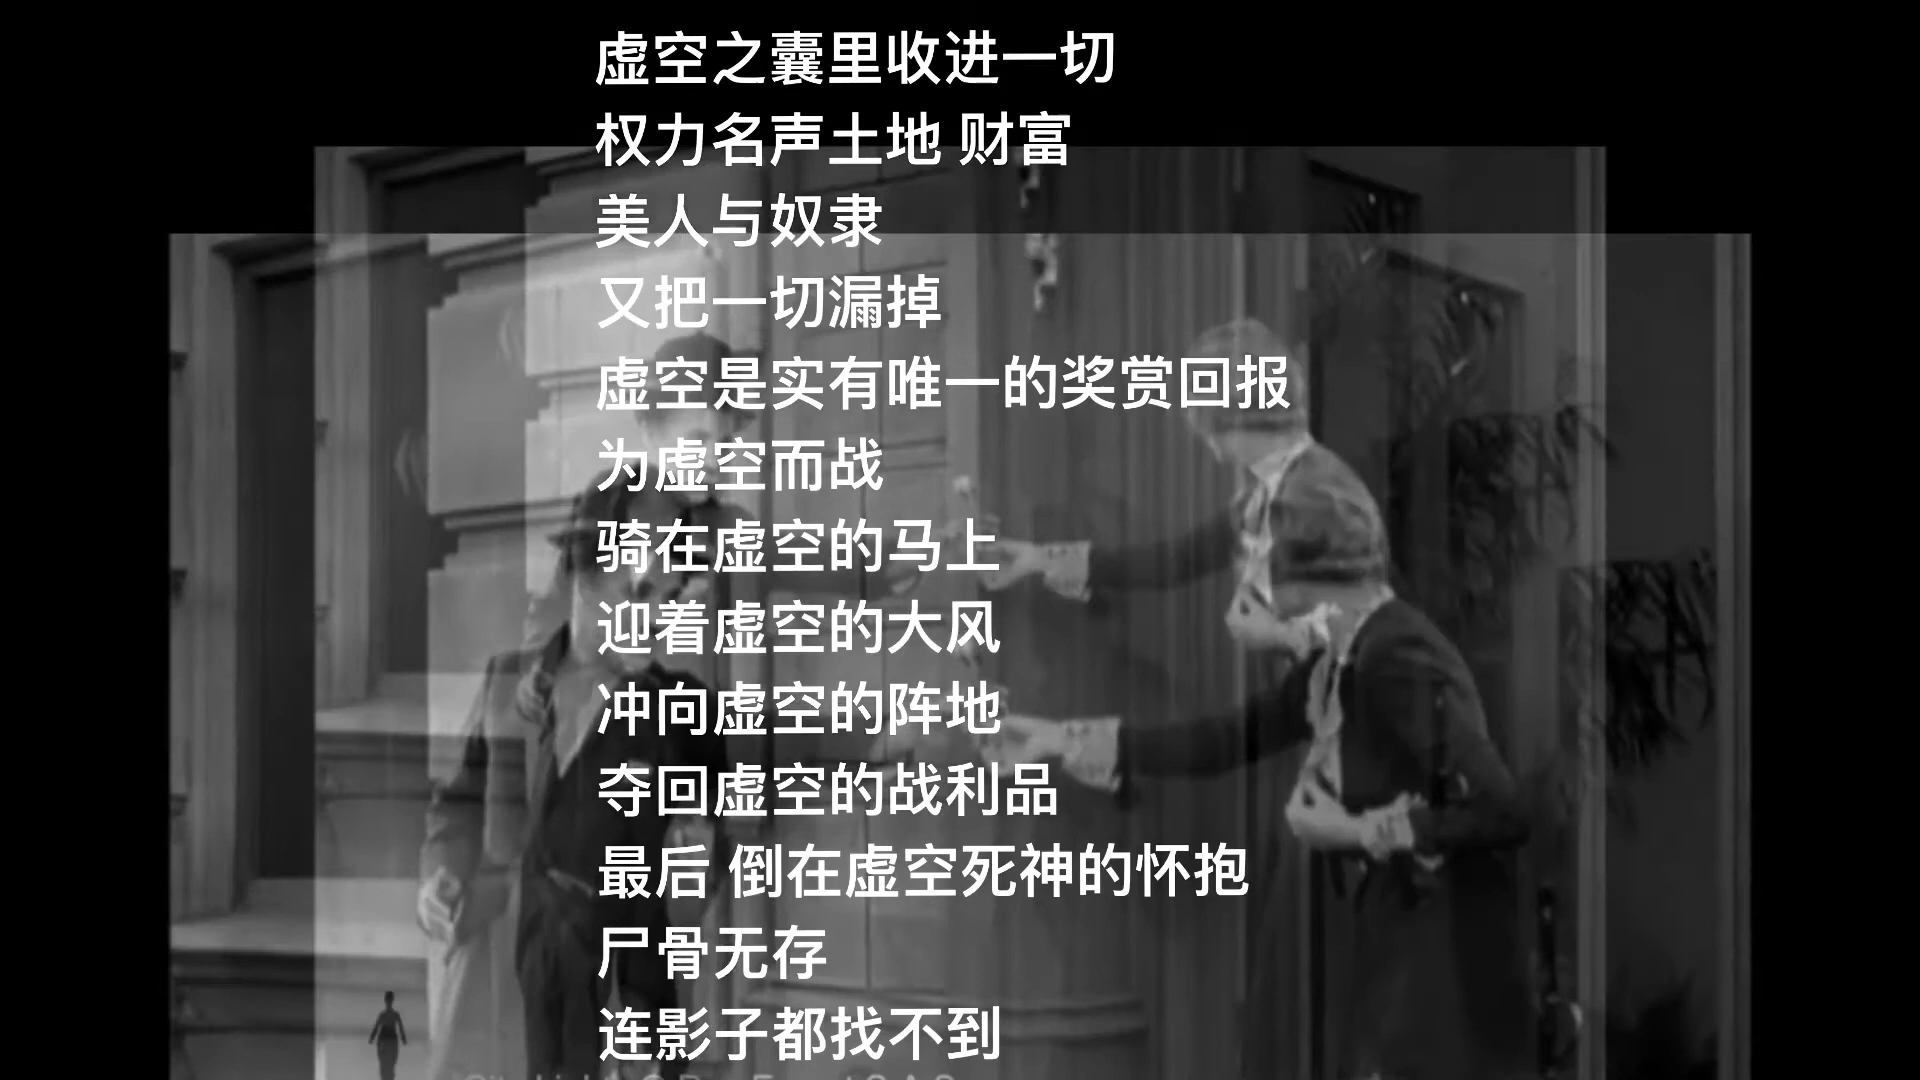 虚空之囊里收进一切
权力名声土地 财富
美人与奴隶
又把一切漏掉
虚空是实有唯一的奖赏回报
为虚空而战
骑在虚空的马上
迎着虚空的大风
冲向虚空的阵地
夺回虚空的战利品
最后 倒在虚空死神的怀抱
尸骨无存
连影子都找不到